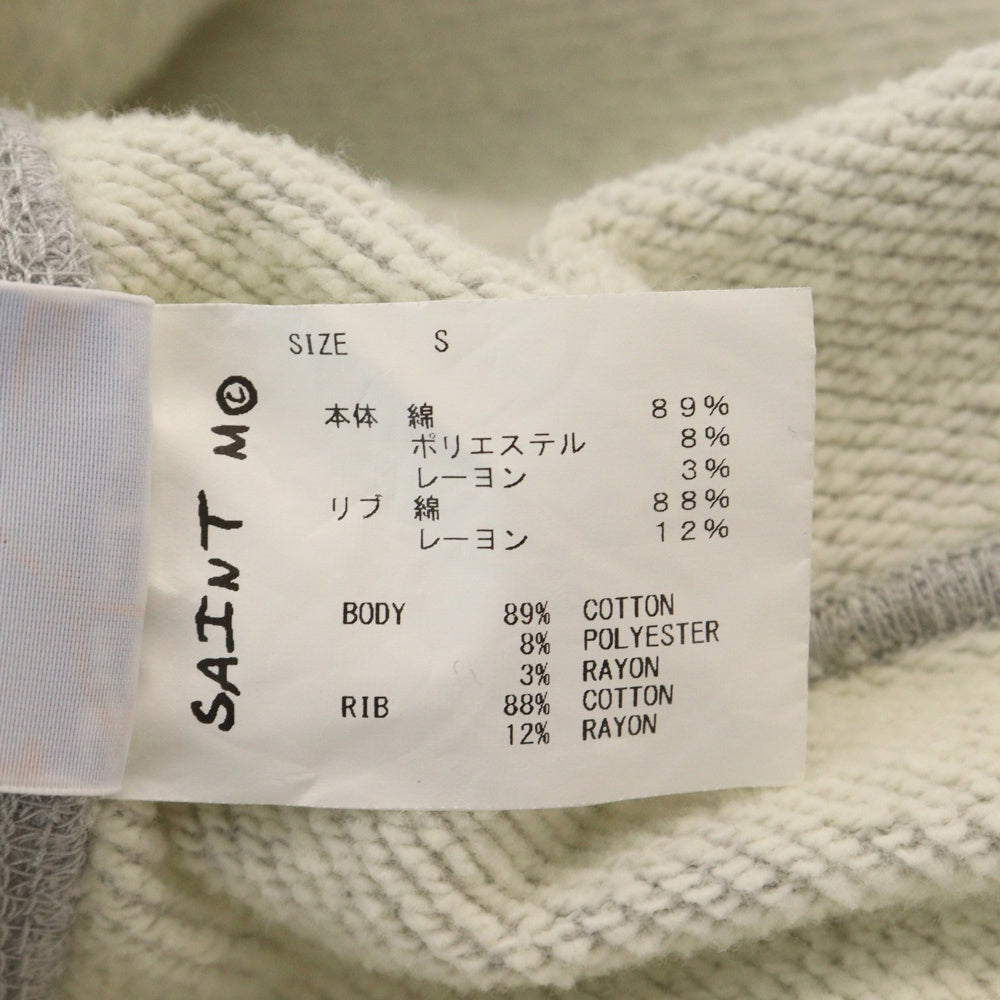 SIZE S
本体 綿 89%
ポリエステル 8%
レーヨン 3%
リブ 綿 88%
レーヨン 12%
BODY 89% COTTON
8% POLYESTER
3% RAYON
RIB 88% COTTON
12% RAYON
SAINT M